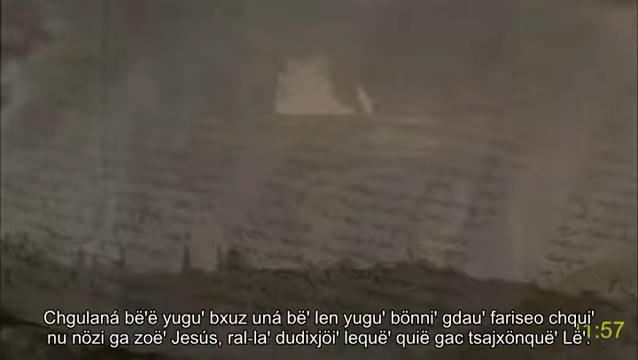 Chgulaná bë'ë yugu' bxuz uná bë' len yugu' bönni' gdau' fariseo chqui'
nu nözi ga zoë' Jesús, ral-la' dudixjöi' lequë' quië gac tsajxönquë' Lë'.
:57